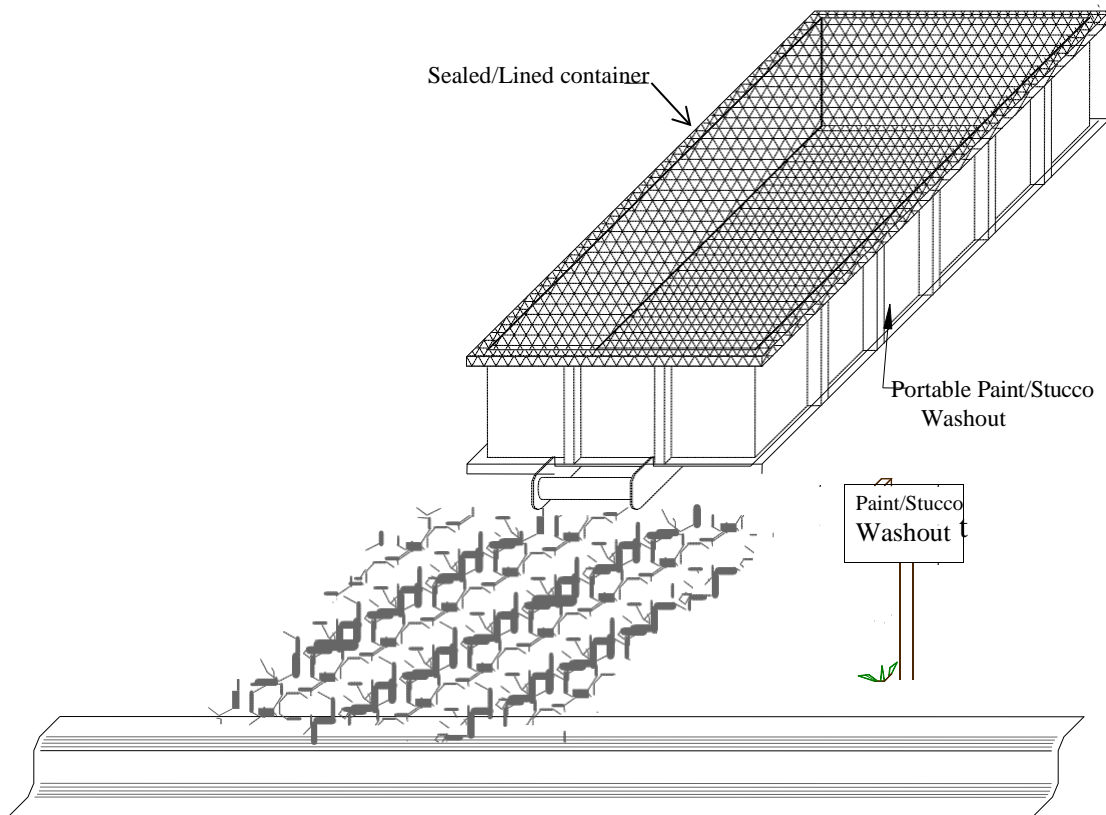 Sealed/Lined container
Portable Paint/Stucco
Washout
Paint/Stucco
Washout t